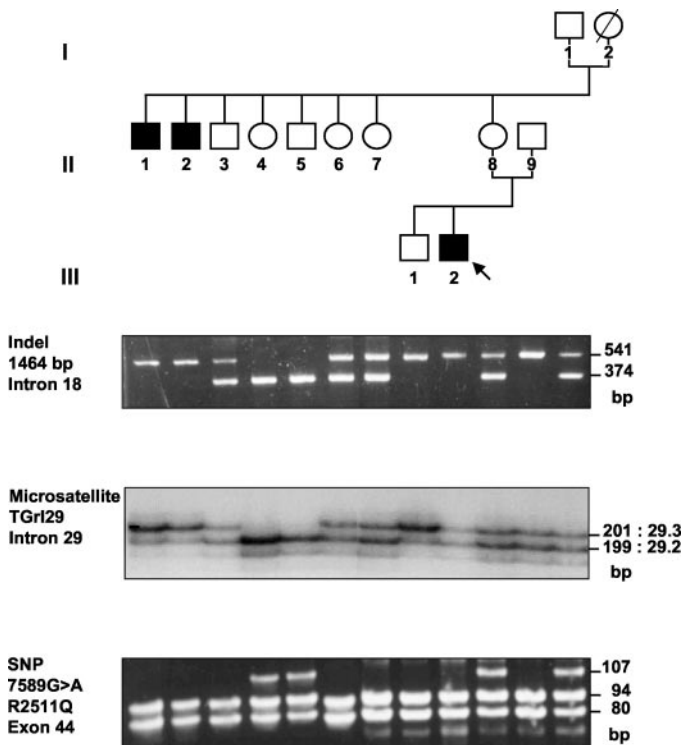 I
1 2
II
1 2 3 4 5 6 7 8 9
III
1 2
Indel
1464 bp
Intron 18
541
374
bp
Microsatellite
TGrI29
Intron 29
201 : 29.3
199 : 29.2
bp
SNP
7589G>A
R2511Q
Exon 44
107
94
80
bp